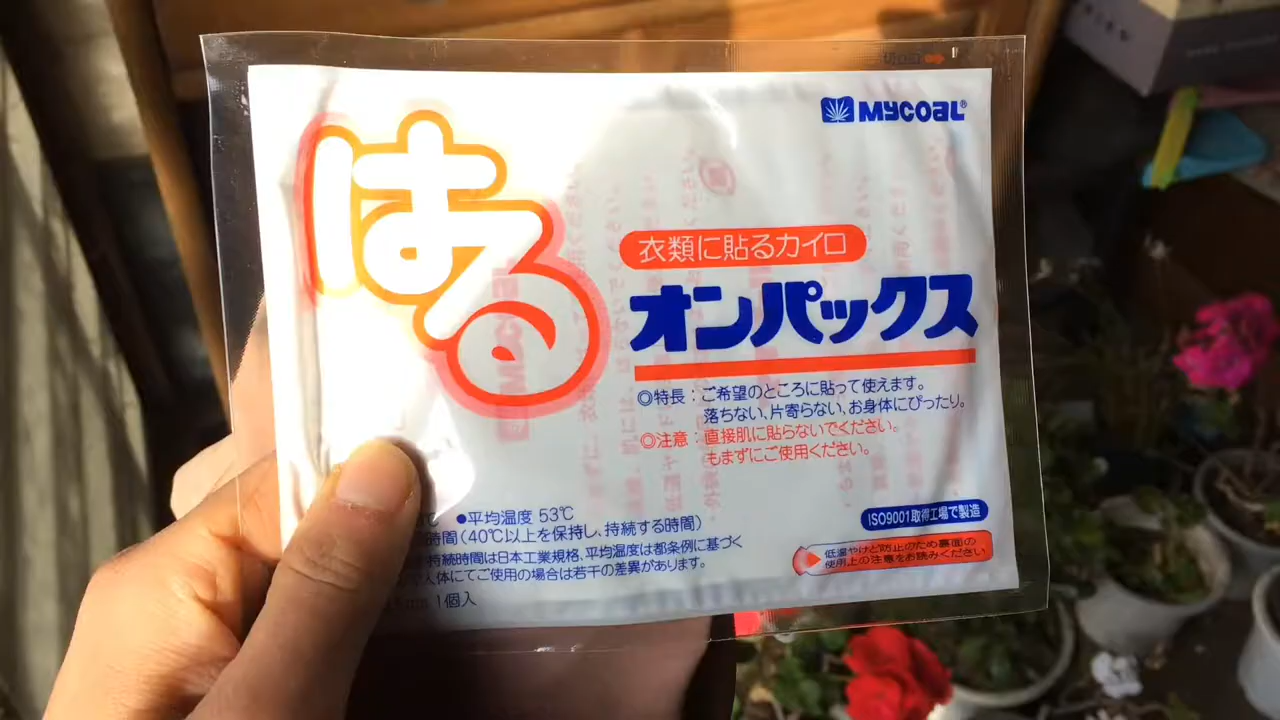 切口
MYCOAL®
はる
衣類に貼るカイロ
オンパックス
◎特長：ご希望のところに貼って使えます。
落ちない、片寄らない、お身体にぴったり。
◎注意：直接肌に貼らないでください。
もまずにご使用ください。
●平均温度 53℃
時間(40℃以上を保持し、持続する時間)
持続時間は日本工業規格、平均温度は都条例に基づく
人体にてご使用の場合は若干の差異があります。
1個入
ISO9001取得工場で製造
低温やけど防止のため裏面の
使用上の注意をお読みください